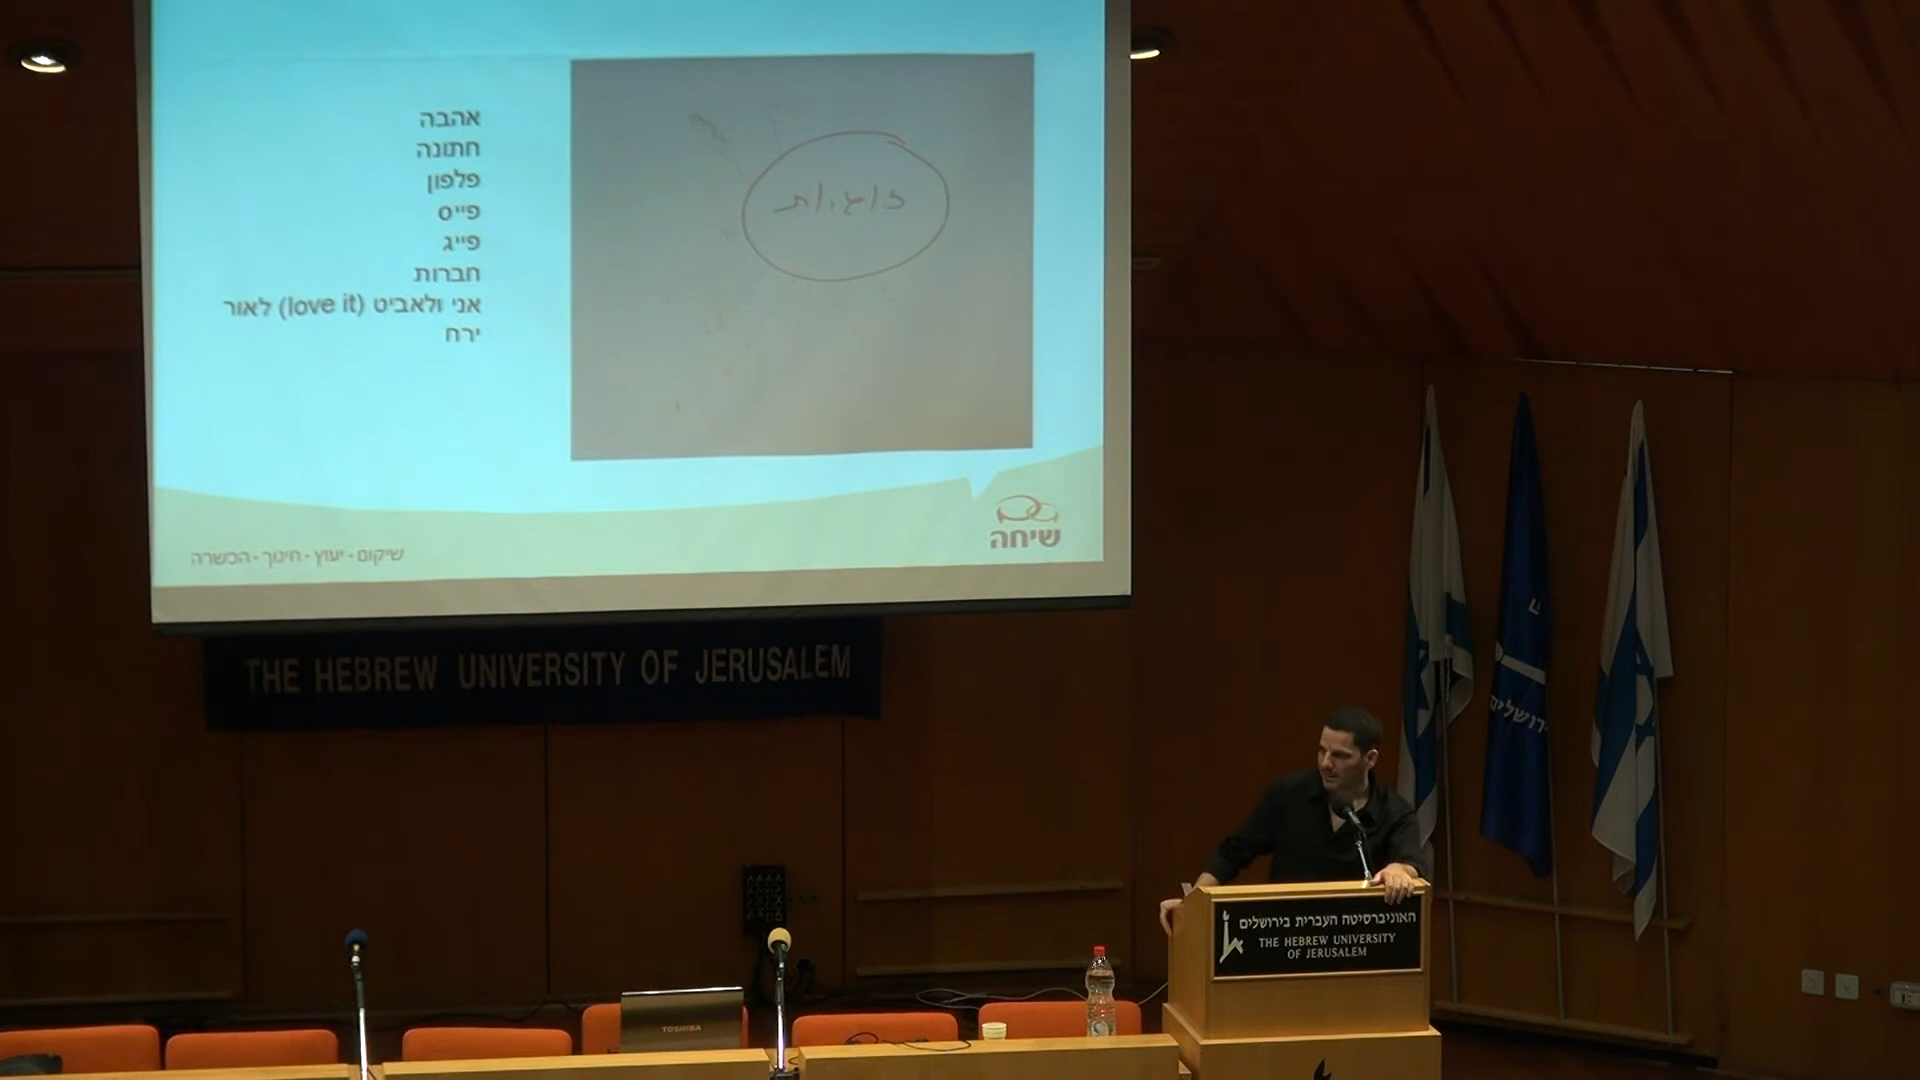 אהבה
חתונה
פלפון
פייס
פייג
חברות
אני ולאביט (love it) לאור
ירח
זוגיות
שיחה
שיקום - יעוץ - חינוך - הכשרה
THE HEBREW UNIVERSITY OF JERUSALEM
ירושלים
האוניברסיטה העברית בירושלים
THE HEBREW UNIVERSITY
OF JERUSALEM
TOSHIBA